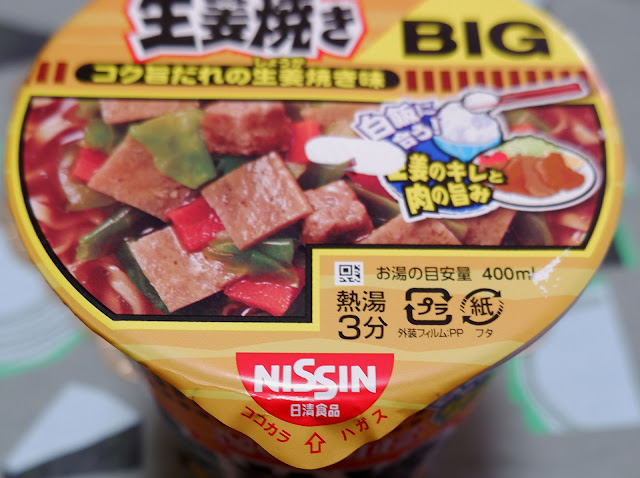 生姜焼き
BIG
しょうが
コク旨だれの生姜焼き味
白飯に
合う!
生姜のキレと
肉の旨み
お湯の目安量 400ml
熱湯
3分
プラ
紙
外装フィルム:PP
フタ
NISSIN
日清食品
ココカラ
ハガス